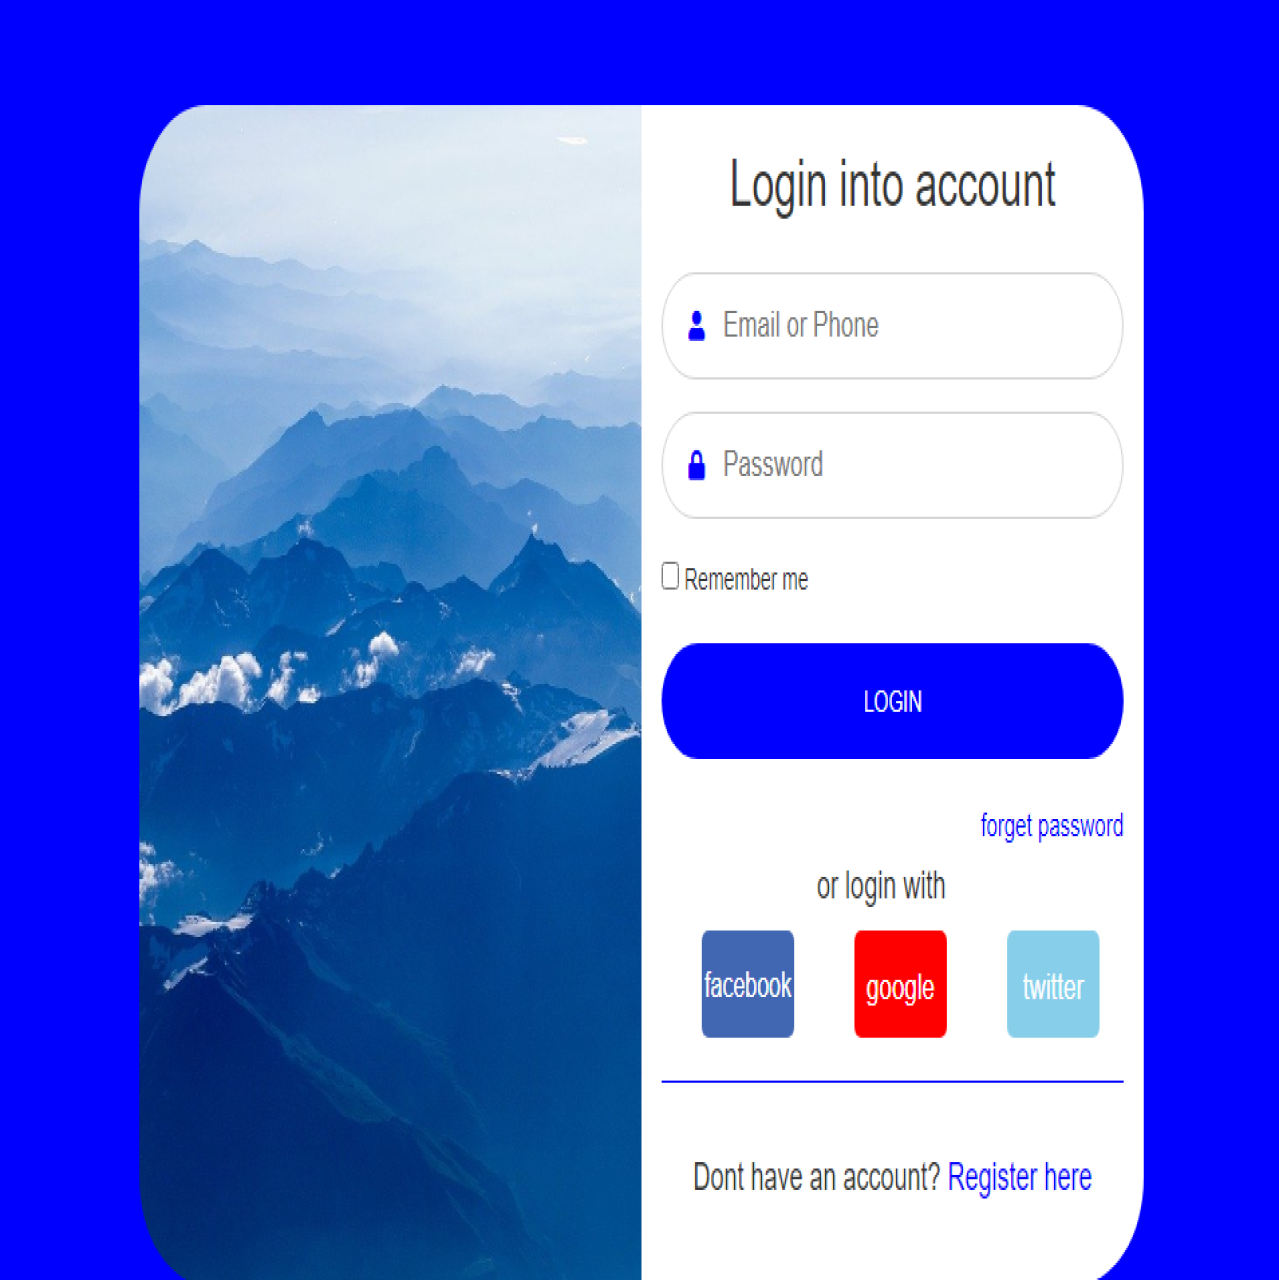 Login into account
Email or Phone
Password
Remember me
LOGIN
forget password
or login with
facebook google twitter
Dont have an account? Register here